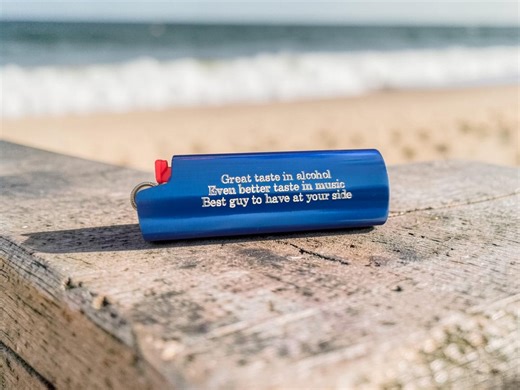 Great taste in alcohol
Even better taste in music
Best guy to have at your side